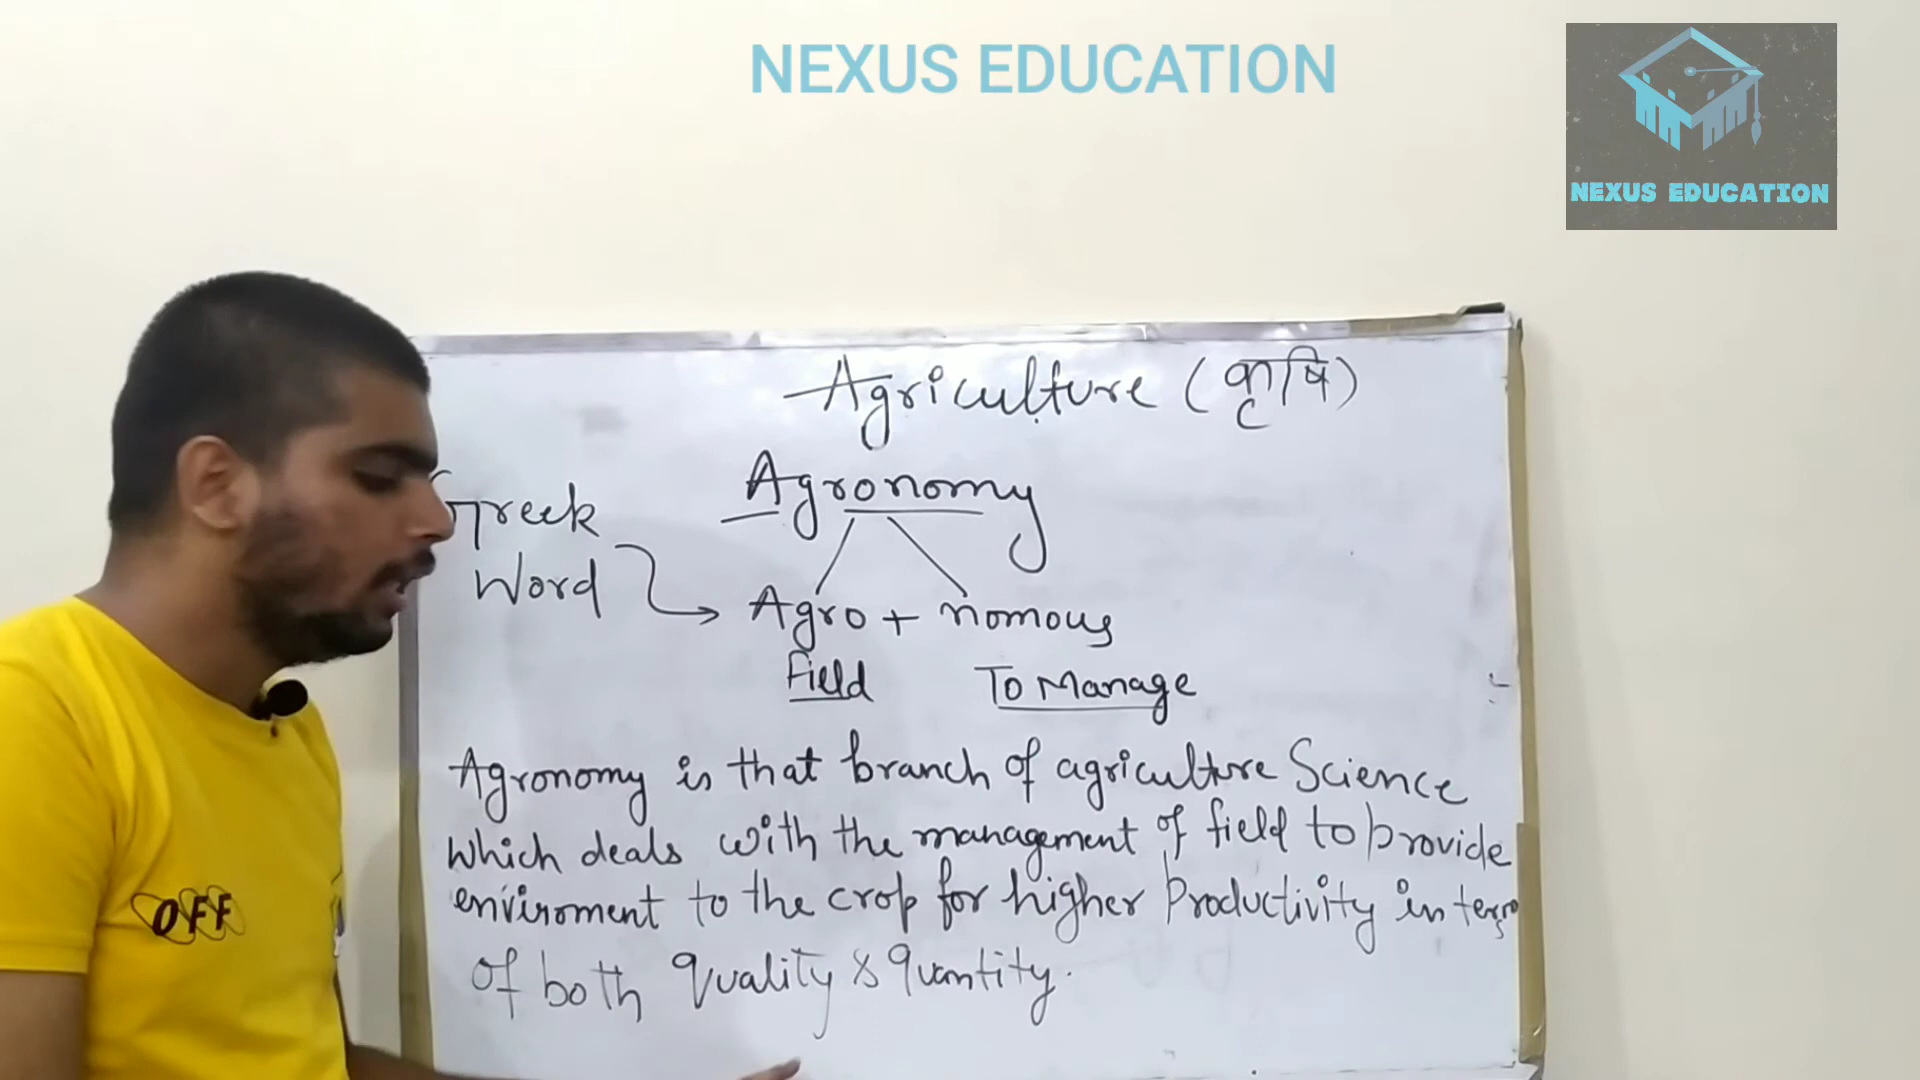 NEXUS EDUCATION
NEXUS EDUCATION
Agriculture (कृषि)
Agronomy
Greek
Word
Agro + nomous
Field To Manage
Agronomy is that branch of agriculture Science
Which deals with the management of field to provide
enviroment to the crop for higher Productivity in terms
of both quality & quantity.
OFF